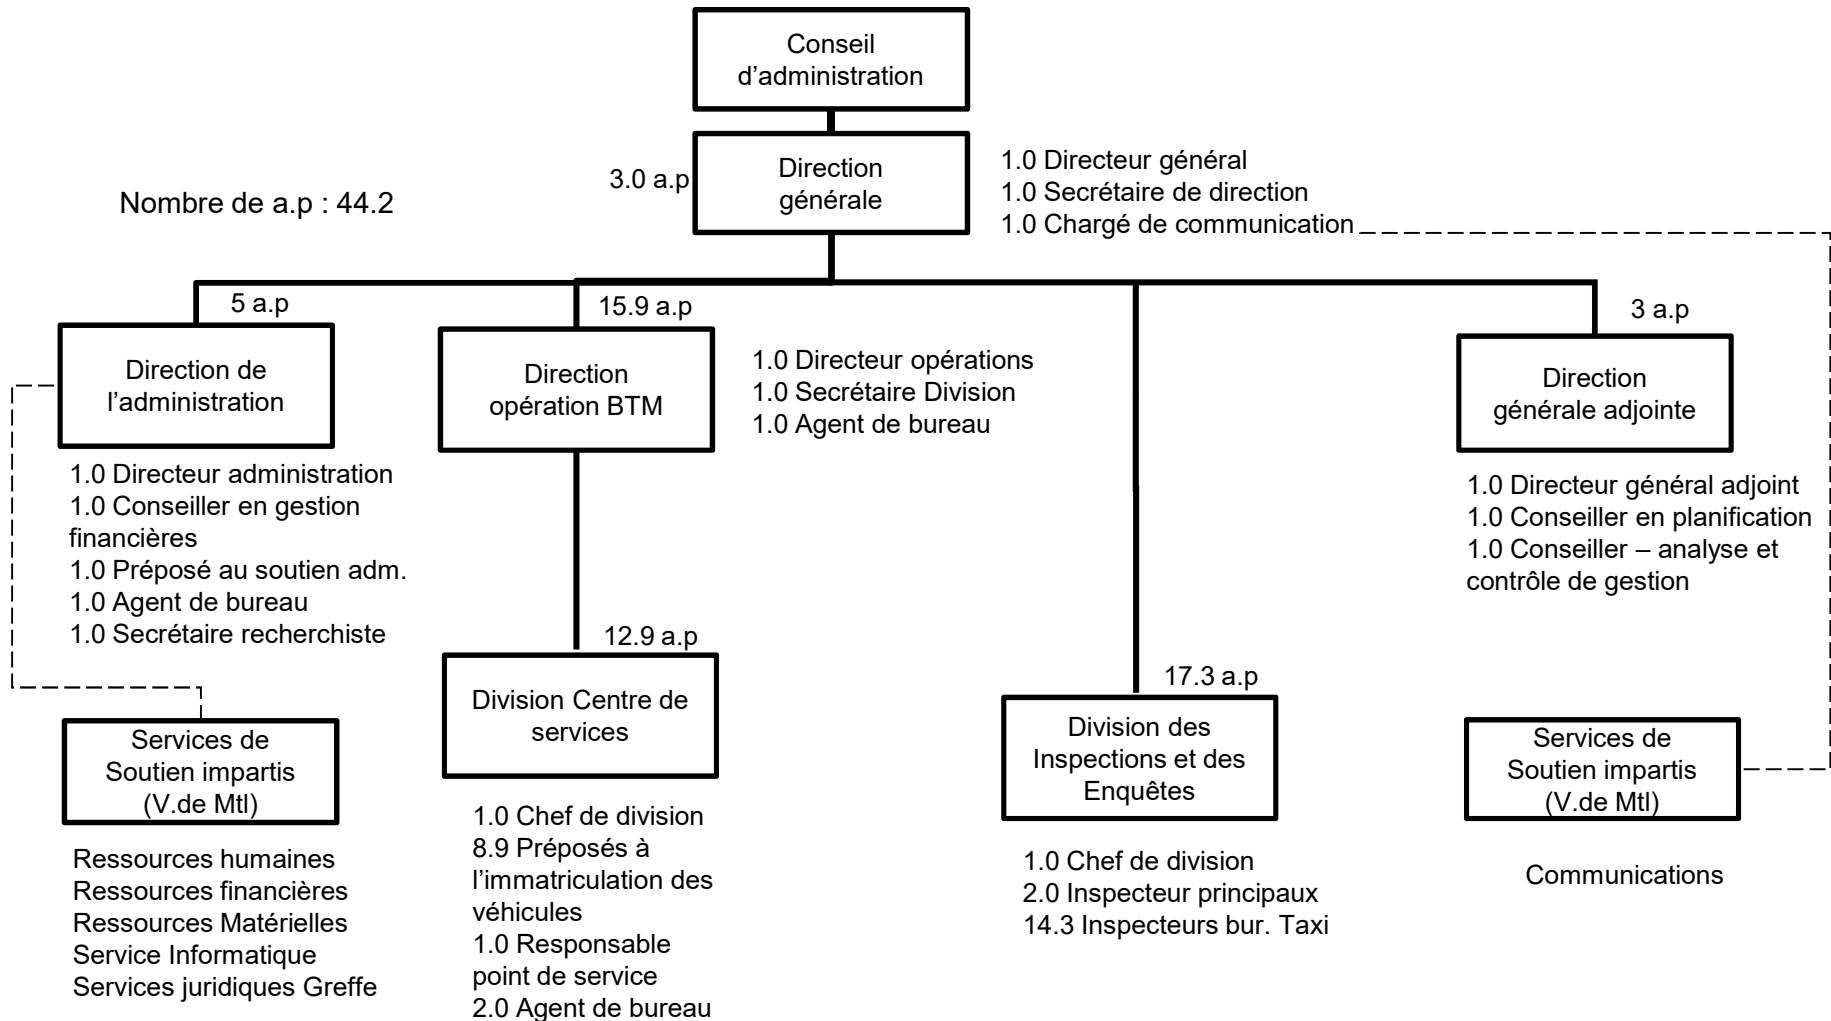 Conseil
d’administration
Direction
générale
3.0 a.p
1.0 Directeur général
1.0 Secrétaire de direction
1.0 Chargé de communication
Nombre de a.p : 44.2
5 a.p
Direction de
l’administration
1.0 Directeur administration
1.0 Conseiller en gestion
financières
1.0 Préposé au soutien adm.
1.0 Agent de bureau
1.0 Secrétaire recherchiste
Services de
Soutien impartis
(V.de Mtl)
Ressources humaines
Ressources financières
Ressources Matérielles
Service Informatique
Services juridiques Greffe
15.9 a.p
Direction
opération BTM
1.0 Directeur opérations
1.0 Secrétaire Division
1.0 Agent de bureau
12.9 a.p
Division Centre de
services
1.0 Chef de division
8.9 Préposés à
l’immatriculation des
véhicules
1.0 Responsable
point de service
2.0 Agent de bureau
17.3 a.p
Division des
Inspections et des
Enquêtes
1.0 Chef de division
2.0 Inspecteur principaux
14.3 Inspecteurs bur. Taxi
3 a.p
Direction
générale adjointe
1.0 Directeur général adjoint
1.0 Conseiller en planification
1.0 Conseiller – analyse et
contrôle de gestion
Services de
Soutien impartis
(V.de Mtl)
Communications